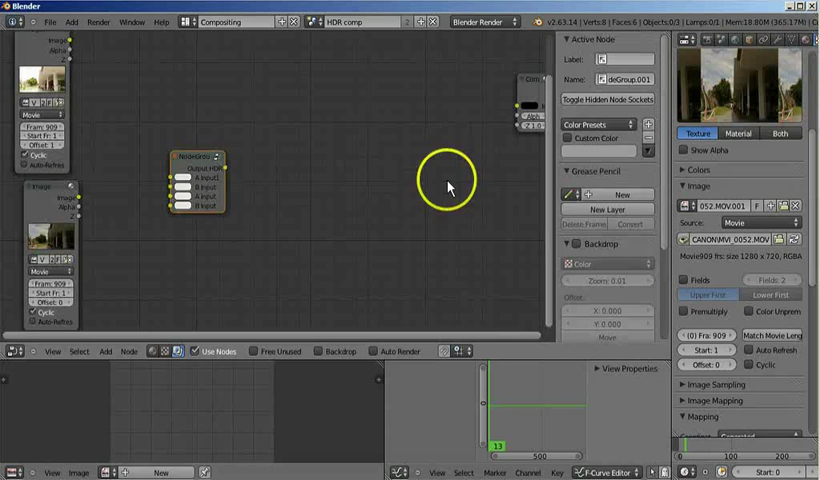 Blender
File Add Render Window Help Compositing HDR comp 2 Blender Render v2.63.14 | Verts:8 | Faces:6 | Objects:0/3 | Lamps:0/1 | Mem:18.80M (365.17M)
Image
Alpha
Z
Movie
Fram: 909
Start Fr: 1
Offset: 1
Cyclic
Auto-Refres
Image
Image
Alpha
Z
Movie
Fram: 909
Start Fr: 1
Offset: 0
Cyclic
Auto-Refres
NodeGrou
Output HDR
A Input1
B Input
A input
B Input
Com
Alph
Z 1.0
Active Node
Label:
Name: deGroup.001
Toggle Hidden Node Sockets
Color Presets
Custom Color
Grease Pencil
New
New Layer
Delete Frame Convert
Backdrop
Color
Zoom: 0.01
Offset:
X: 0.000
Y: 0.000
Move
Texture Material Both
Show Alpha
Colors
Image
052.MOV.001 F
Source: Movie
CANON\MVI_0052.MOV
Movie909 frs: size 1280 x 720, RGBA
Fields Fields: 2
Upper First Lower First
Premultiply Color Unprem
(0) Fra: 909 Match Movie Leng
Start: 1 Auto Refresh
Offset: 0 Cyclic
Image Sampling
Image Mapping
Mapping
View Select Add Node Use Nodes Free Unused Backdrop Auto Render
View Properties
13
500
0 100 200
View Image New
View Select Marker Channel Key F-Curve Editor
Start: 0